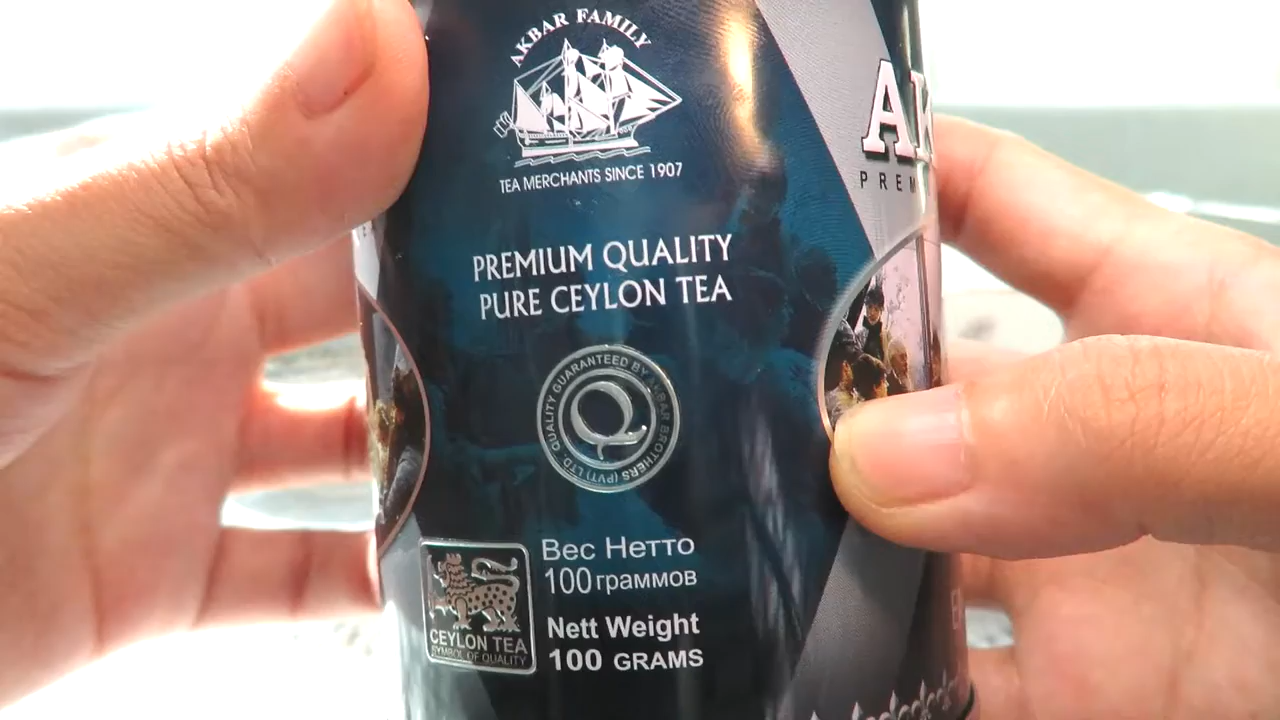 AKBAR FAMILY
TEA MERCHANTS SINCE 1907
PREMIUM QUALITY
PURE CEYLON TEA
QUALITY GUARANTEED BY AKBAR BROTHERS (PVT) LTD.
Q
Вес Нетто
100 граммов
Nett Weight
100 GRAMS
CEYLON TEA
SYMBOL OF QUALITY